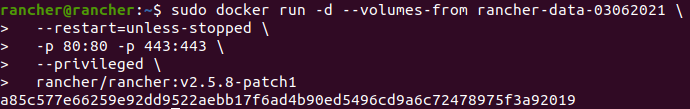 rancher@rancher:~$ sudo docker run -d --volumes-from rancher-data-03062021 \
>   --restart=unless-stopped \
>   -p 80:80 -p 443:443 \
>   --privileged \
>   rancher/rancher:v2.5.8-patch1
a85c577e66259e92dd9522aebb17f6ad4b90ed5496cd9a6c72478975f3a92019